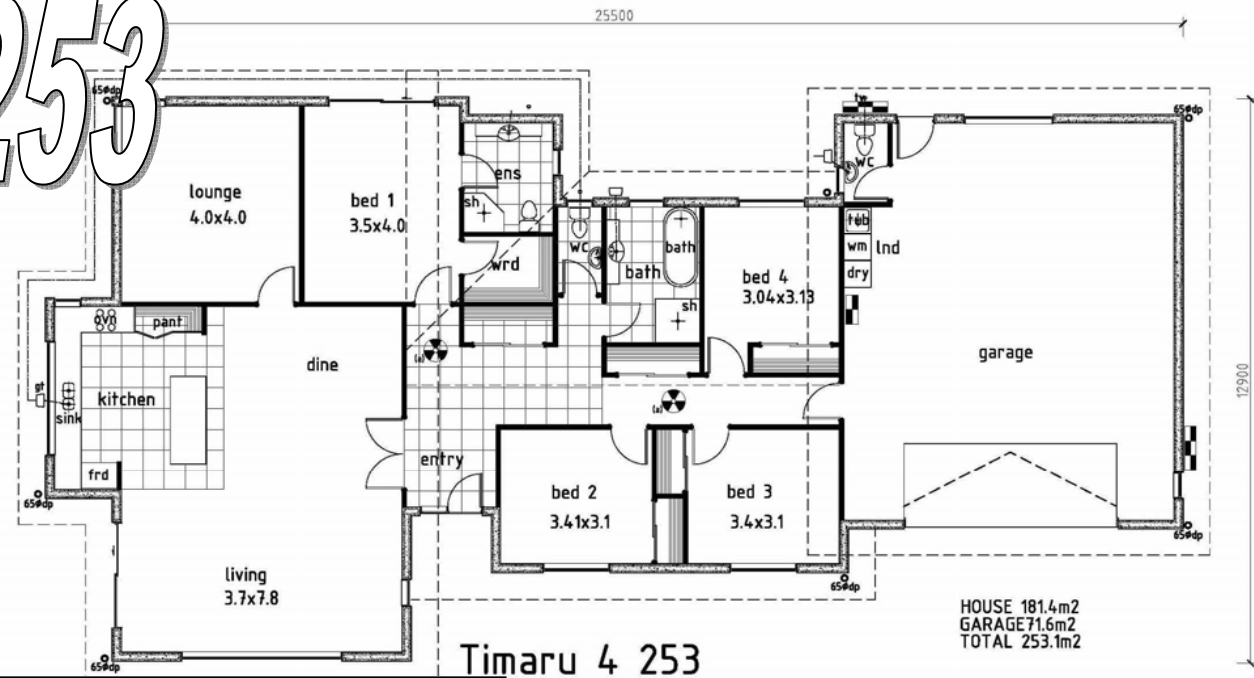 25500
253
65ødp
tw
65ødp
lounge
4.0x4.0
bed 1
3.5x4.0
ens
sh
wc
wrd
wc
bath
bath
sh
bed 4
3.04x3.13
tub
wm
dry
lnd
ovn
pant
dine
(a)
garage
12900
gt
kitchen
sink
(a)
entry
frd
65ødp
bed 2
3.41x3.1
bed 3
3.4x3.1
65ødp
living
3.7x7.8
65ødp
HOUSE 181.4m2
GARAGE71.6m2
TOTAL 253.1m2
65ødp
Timaru 4 253